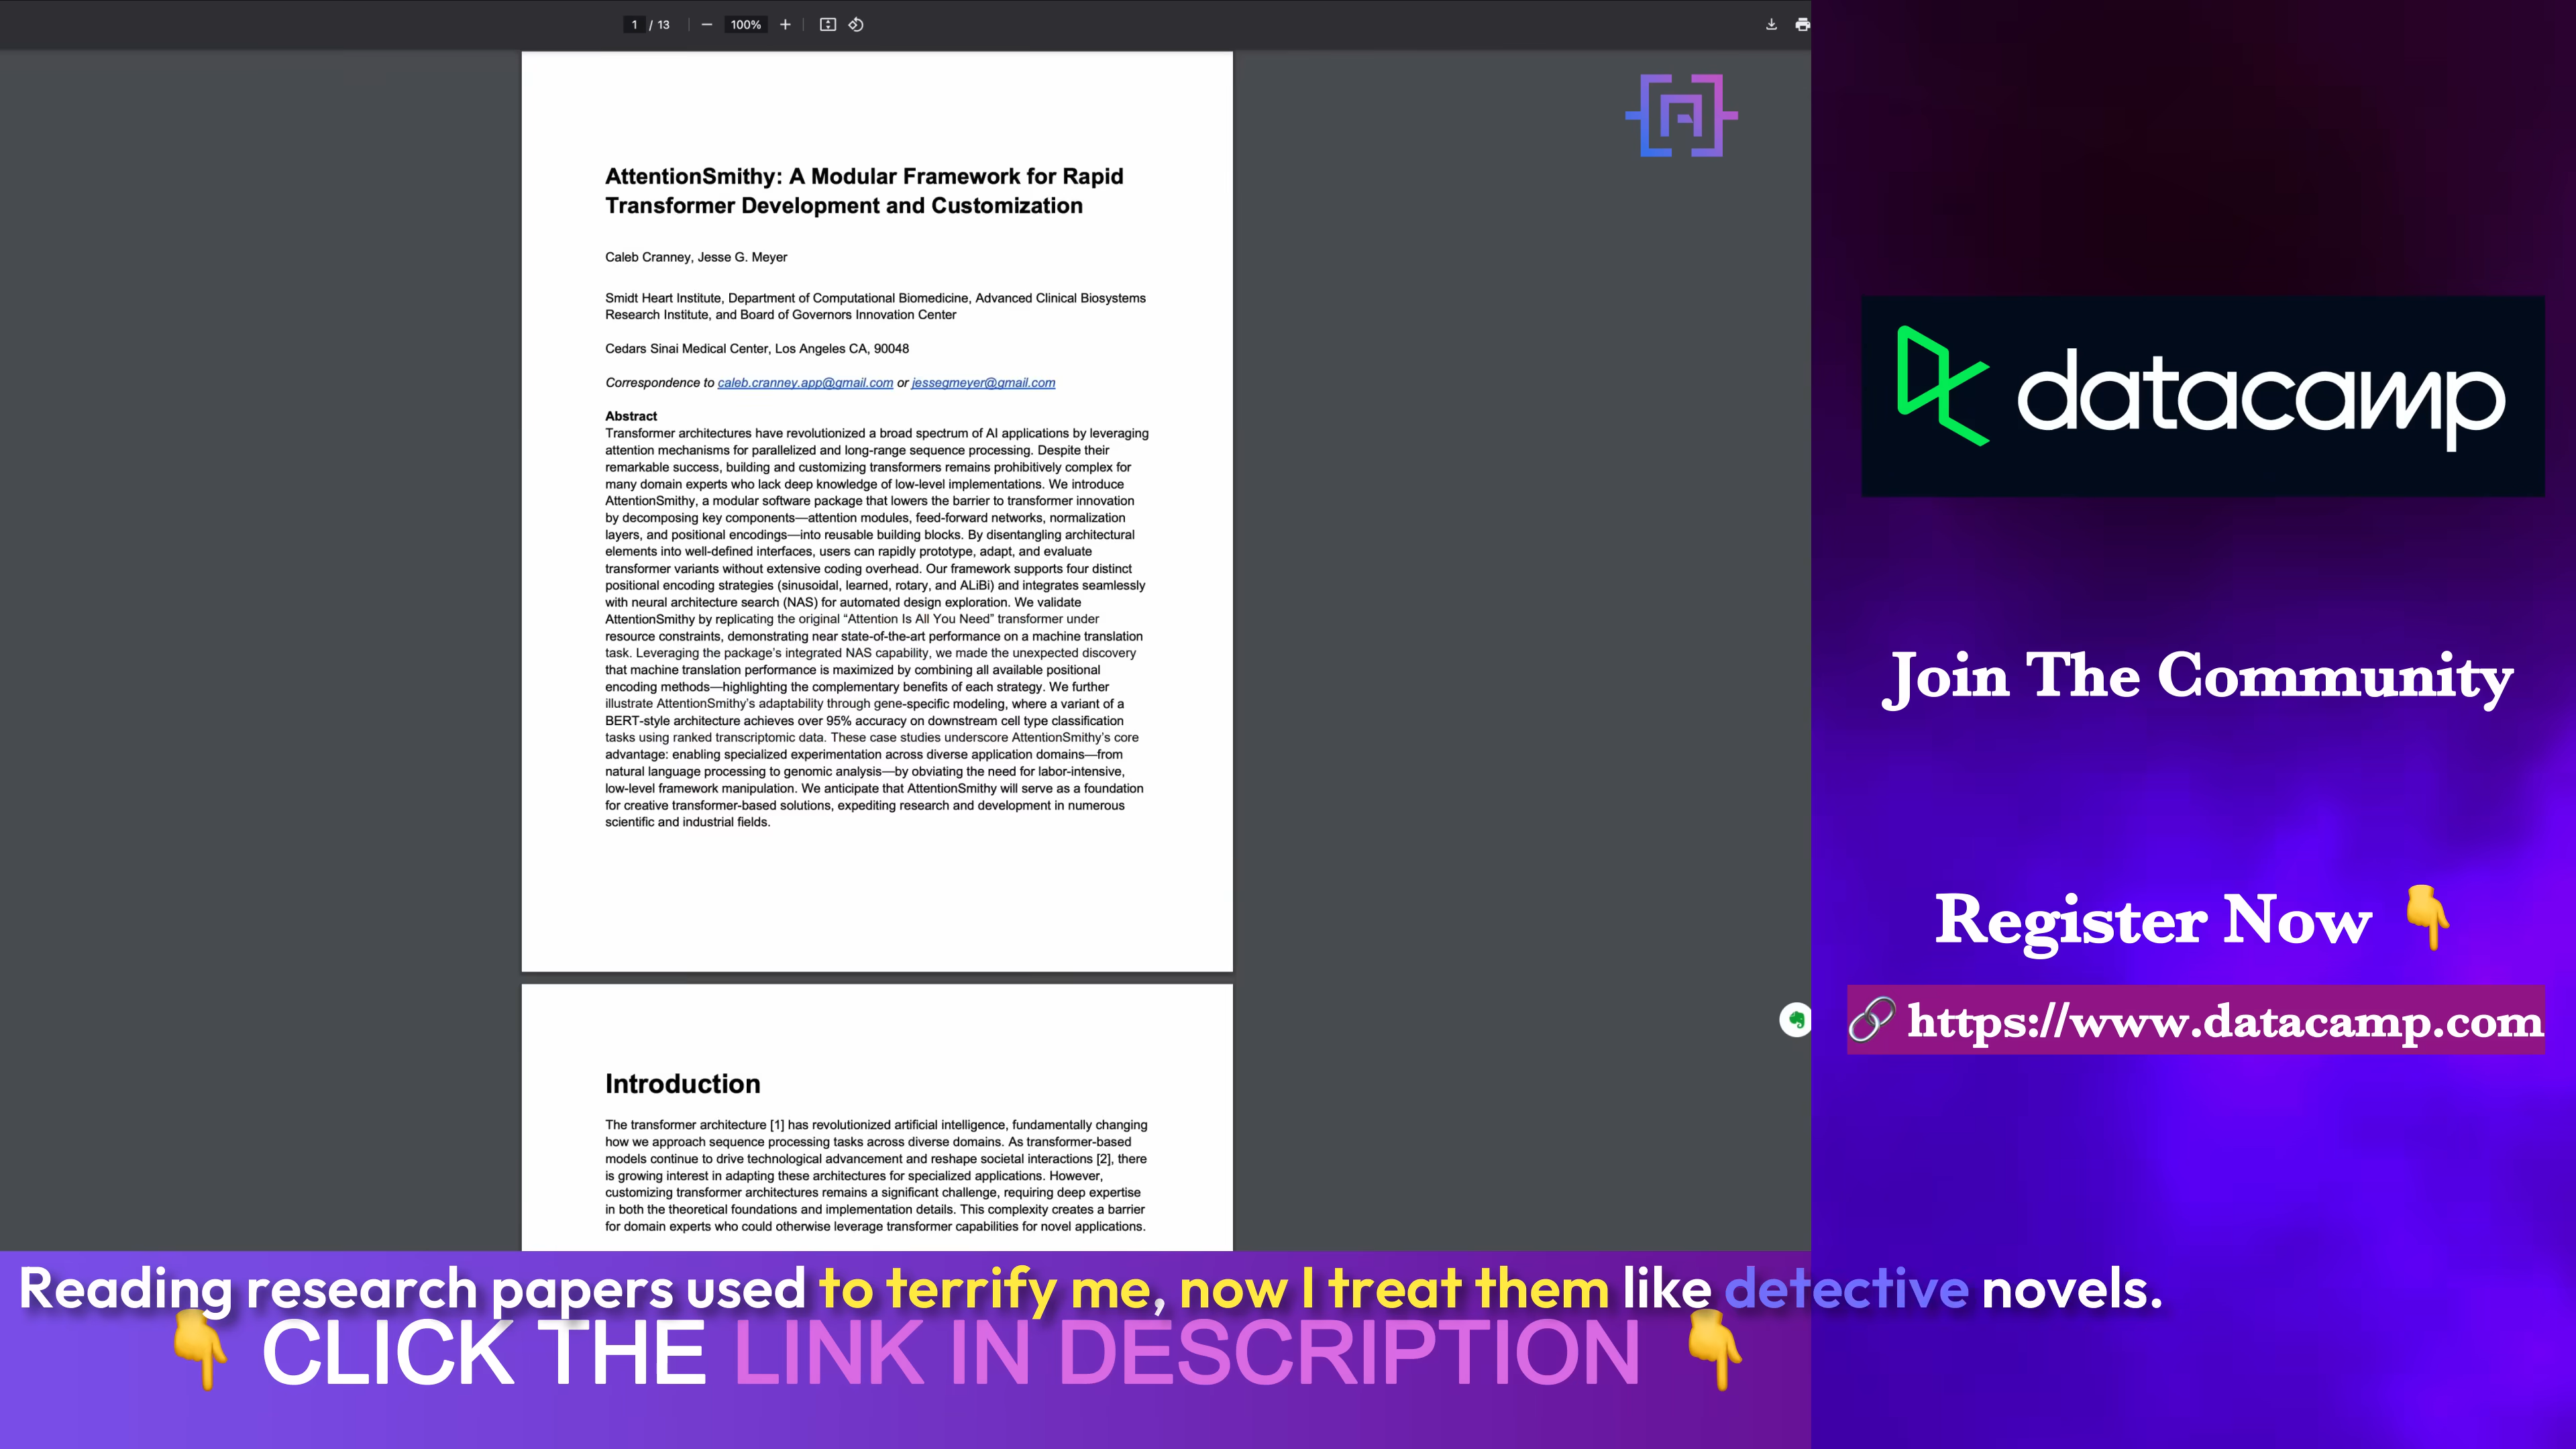 1 / 13
100%
AttentionSmithy: A Modular Framework for Rapid
Transformer Development and Customization
Caleb Cranney, Jesse G. Meyer
Smidt Heart Institute, Department of Computational Biomedicine, Advanced Clinical Biosystems
Research Institute, and Board of Governors Innovation Center
Cedars Sinai Medical Center, Los Angeles CA, 90048
Correspondence to caleb.cranney.app@gmail.com or jessegmeyer@gmail.com
Abstract
Transformer architectures have revolutionized a broad spectrum of AI applications by leveraging
attention mechanisms for parallelized and long-range sequence processing. Despite their
remarkable success, building and customizing transformers remains prohibitively complex for
many domain experts who lack deep knowledge of low-level implementations. We introduce
AttentionSmithy, a modular software package that lowers the barrier to transformer innovation
by decomposing key components—attention modules, feed-forward networks, normalization
layers, and positional encodings—into reusable building blocks. By disentangling architectural
elements into well-defined interfaces, users can rapidly prototype, adapt, and evaluate
transformer variants without extensive coding overhead. Our framework supports four distinct
positional encoding strategies (sinusoidal, learned, rotary, and ALiBi) and integrates seamlessly
with neural architecture search (NAS) for automated design exploration. We validate
AttentionSmithy by replicating the original “Attention Is All You Need” transformer under
resource constraints, demonstrating near state-of-the-art performance on a machine translation
task. Leveraging the package’s integrated NAS capability, we made the unexpected discovery
that machine translation performance is maximized by combining all available positional
encoding methods—highlighting the complementary benefits of each strategy. We further
illustrate AttentionSmithy’s adaptability through gene-specific modeling, where a variant of a
BERT-style architecture achieves over 95% accuracy on downstream cell type classification
tasks using ranked transcriptomic data. These case studies underscore AttentionSmithy’s core
advantage: enabling specialized experimentation across diverse application domains—from
natural language processing to genomic analysis—by obviating the need for labor-intensive,
low-level framework manipulation. We anticipate that AttentionSmithy will serve as a foundation
for creative transformer-based solutions, expediting research and development in numerous
scientific and industrial fields.
Introduction
The transformer architecture [1] has revolutionized artificial intelligence, fundamentally changing
how we approach sequence processing tasks across diverse domains. As transformer-based
models continue to drive technological advancement and reshape societal interactions [2], there
is growing interest in adapting these architectures for specialized applications. However,
customizing transformer architectures remains a significant challenge, requiring deep expertise
in both the theoretical foundations and implementation details. This complexity creates a barrier
for domain experts who could otherwise leverage transformer capabilities for novel applications.
datacamp
Join The Community
Register Now 👇
🔗 https://www.datacamp.com
Reading research papers used to terrify me, now I treat them like detective novels.
👇 CLICK THE LINK IN DESCRIPTION 👇